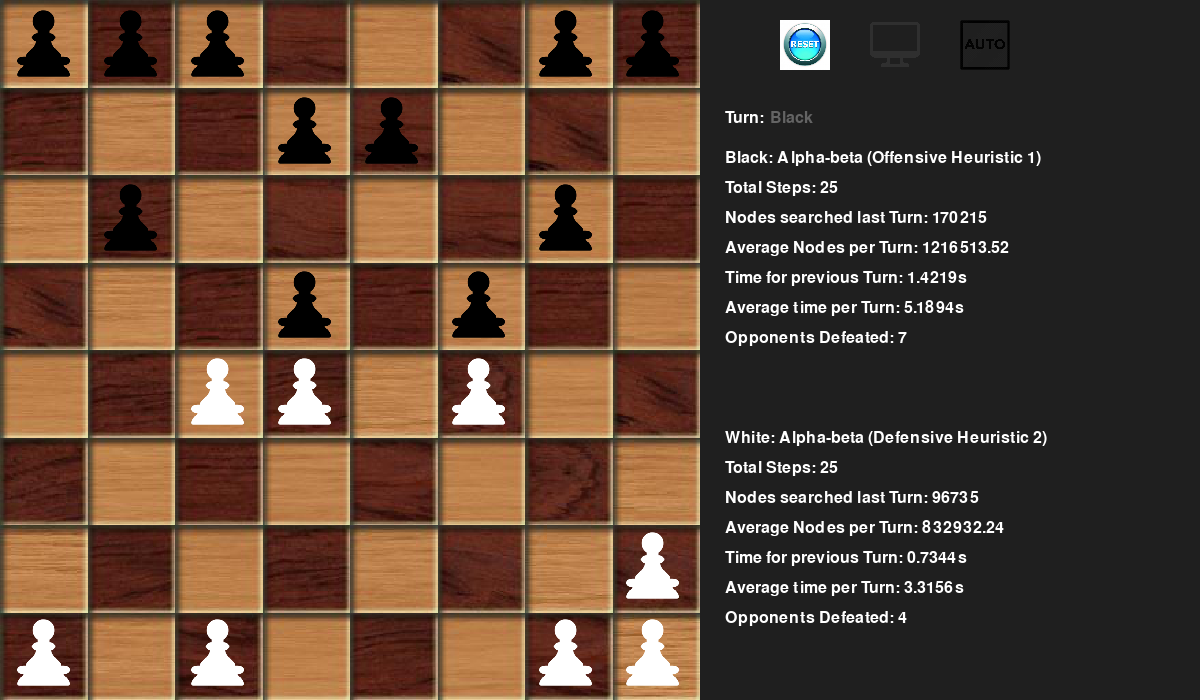 RESET
AUTO
Turn: Black
Black: Alpha-beta (Offensive Heuristic 1)
Total Steps: 25
Nodes searched last Turn: 170215
Average Nodes per Turn: 1216513.52
Time for previous Turn: 1.4219s
Average time per Turn: 5.1894s
Opponents Defeated: 7
White: Alpha-beta (Defensive Heuristic 2)
Total Steps: 25
Nodes searched last Turn: 96735
Average Nodes per Turn: 832932.24
Time for previous Turn: 0.7344s
Average time per Turn: 3.3156s
Opponents Defeated: 4